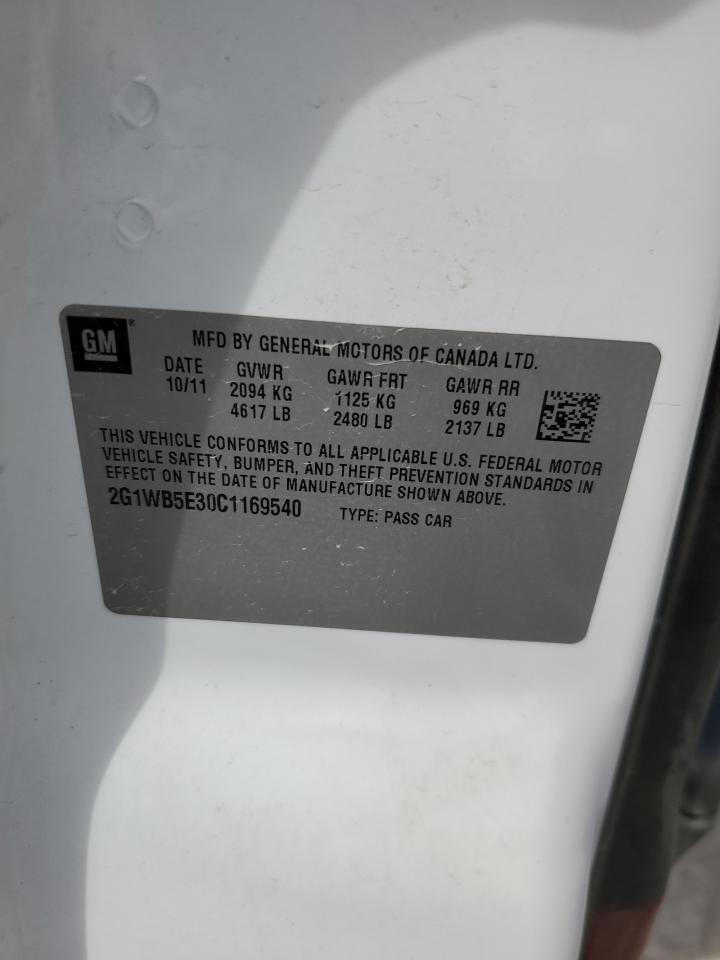 GM®
MFD BY GENERAL MOTORS OF CANADA LTD.
DATE GVWR GAWR FRT GAWR RR
10/11 2094 KG 1125 KG 969 KG
4617 LB 2480 LB 2137 LB
THIS VEHICLE CONFORMS TO ALL APPLICABLE U.S. FEDERAL MOTOR
VEHICLE SAFETY, BUMPER, AND THEFT PREVENTION STANDARDS IN
EFFECT ON THE DATE OF MANUFACTURE SHOWN ABOVE.
2G1WB5E30C1169540 TYPE: PASS CAR